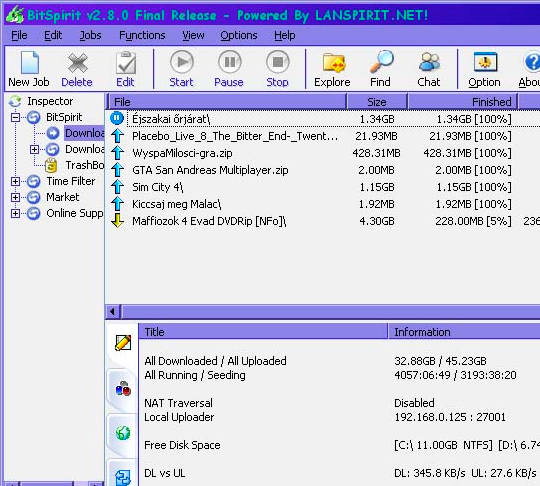 BitSpirit v2.8.0 Final Release - Powered By LANSPIRIT.NET!
File Edit Jobs Functions View Options Help
New Job Delete Edit Start Pause Stop Explore Find Chat Option
Inspector
BitSpirit
Time Filter
Market
File Size Finished
Éjszakai őrjárat\ 1.34GB 1.34GB [100%]
Placebo_Live_8_The_Bitter_End-_Twent... 21.93MB 21.93MB [100%]
WyspaMilosci-gra.zip 428.31MB 428.31MB [100%]
GTA San Andreas Multiplayer.zip 2.00MB 2.00MB [100%]
Sim City 4\ 1.15GB 1.15GB [100%]
Kiccsaj meg Malac\ 1.92MB 1.92MB [100%]
Maffiozok 4 Evad DVDRip [NFo]\ 4.30GB 228.00MB [5%] 236
Online Supp
Downloa
Downloa
TrashBo
Title Information
All Downloaded / All Uploaded 32.88GB / 45.23GB
All Running / Seeding 4057:06:49 / 3193:38:20
NAT Traversal Disabled
Local Uploader 192.168.0.125 : 27001
Free Disk Space [C:\ 11.00GB NTFS] [D:\ 6.74
DL vs UL DL: 345.8 KB/s UL: 27.6 KB/s